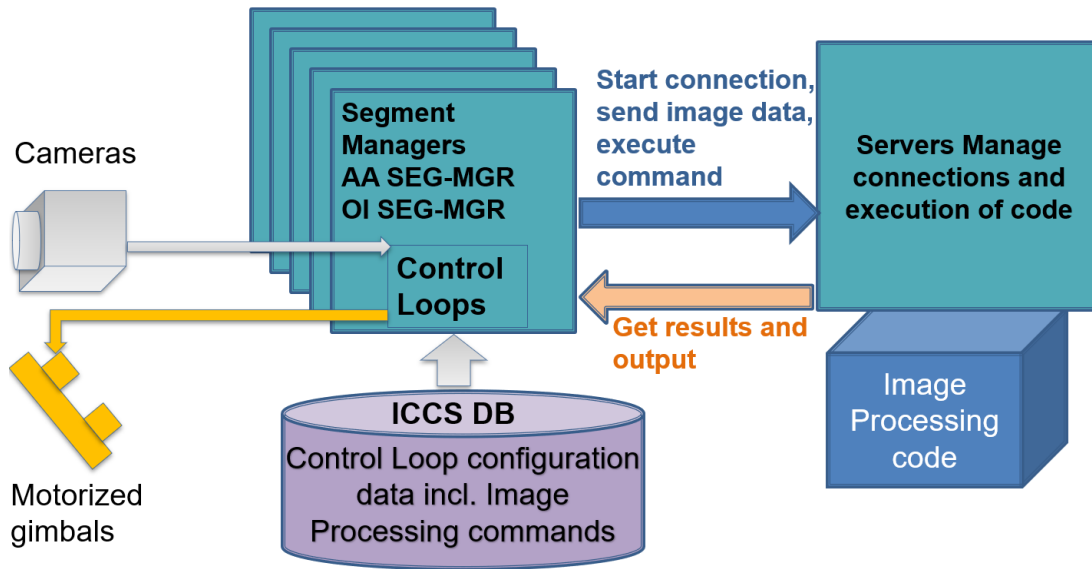 Cameras
Motorized
gimbals
Segment
Managers
AA SEG-MGR
OI SEG-MGR
Control
Loops
ICCS DB
Control Loop configuration
data incl. Image
Processing commands
Start connection,
send image data,
execute
command
Get results and
output
Servers Manage
connections and
execution of code
Image
Processing
code